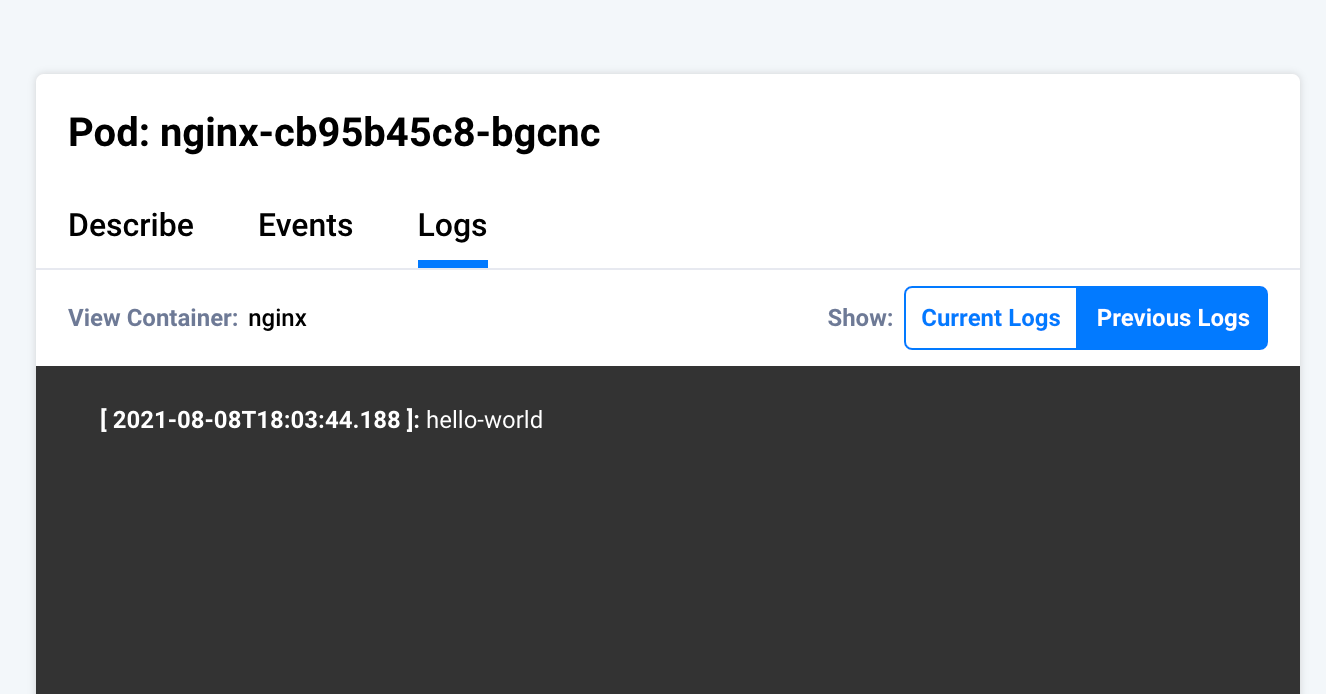 Pod: nginx-cb95b45c8-bgcnc
Describe Events Logs
View Container: nginx Show: Current Logs Previous Logs
[ 2021-08-08T18:03:44.188 ]: hello-world